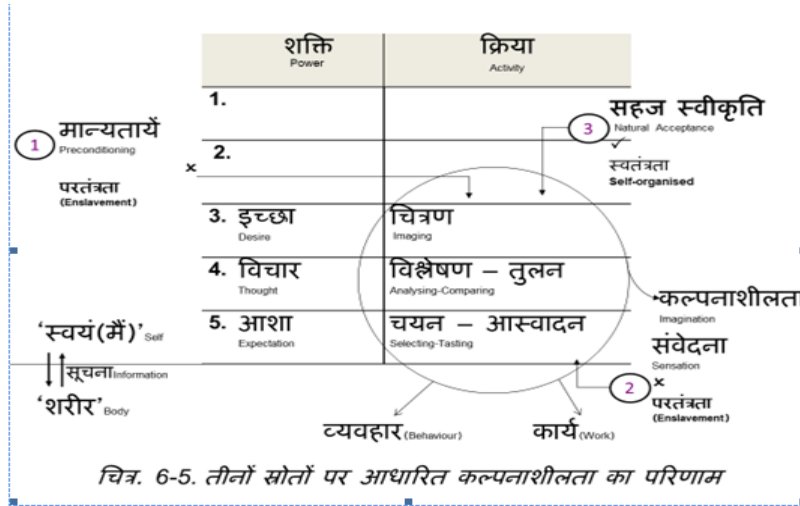 शक्ति क्रिया
Power Activity
1.
2.
1 मान्यतायें
Preconditioning
परतंत्रता
(Enslavement)
×
3 सहज स्वीकृति
Natural Acceptance
✓
स्वतंत्रता
Self-organised
3. इच्छा चित्रण
Desire Imaging
4. विचार विश्लेषण – तुलन
Thought Analysing-Comparing
5. आशा चयन – आस्वादन
Expectation Selecting-Tasting
कल्पनाशीलता
Imagination
संवेदना
Sensation
2 ×
परतंत्रता
(Enslavement)
‘स्वयं(मैं)’ Self
सूचना Information
‘शरीर’ Body
व्यवहार (Behaviour) कार्य (Work)
चित्र. 6-5. तीनों स्रोतों पर आधारित कल्पनाशीलता का परिणाम